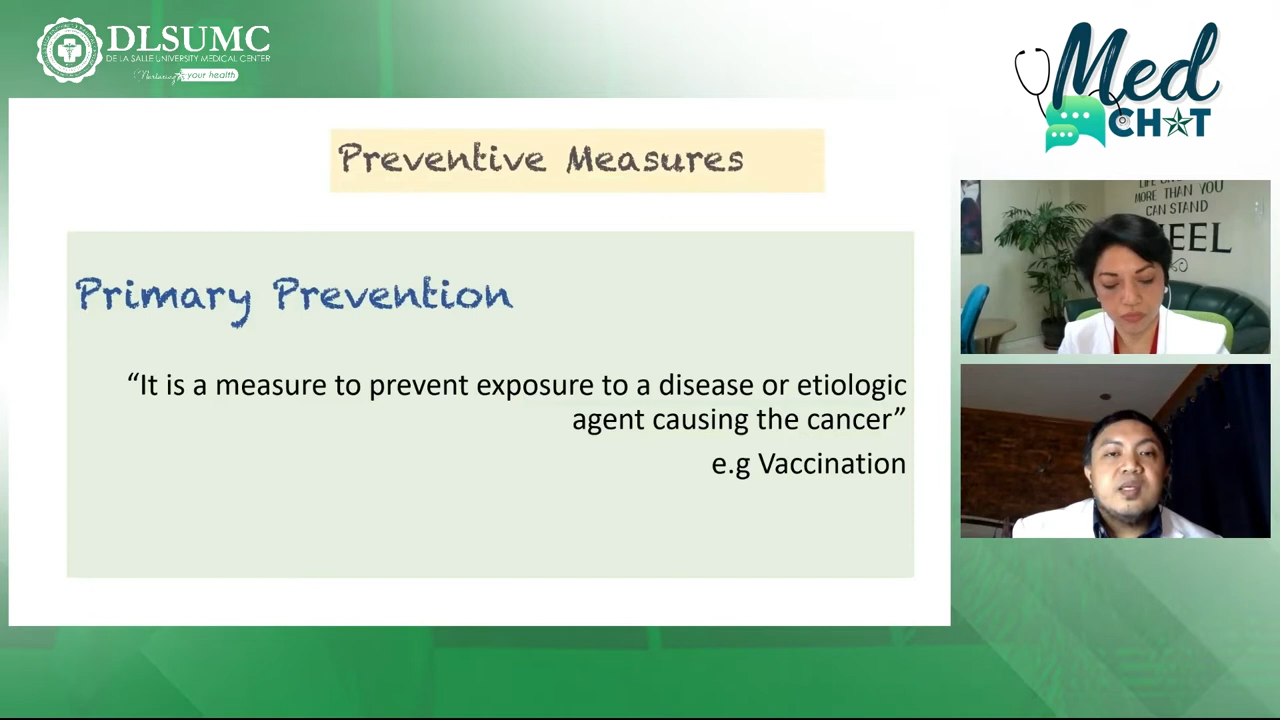 DLSUMC
DE LA SALLE UNIVERSITY MEDICAL CENTER
Nurturing your health
Med
CHAT
Preventive Measures
MORE THAN YOU
CAN STAND
Primary Prevention
“It is a measure to prevent exposure to a disease or etiologic
agent causing the cancer”
e.g Vaccination